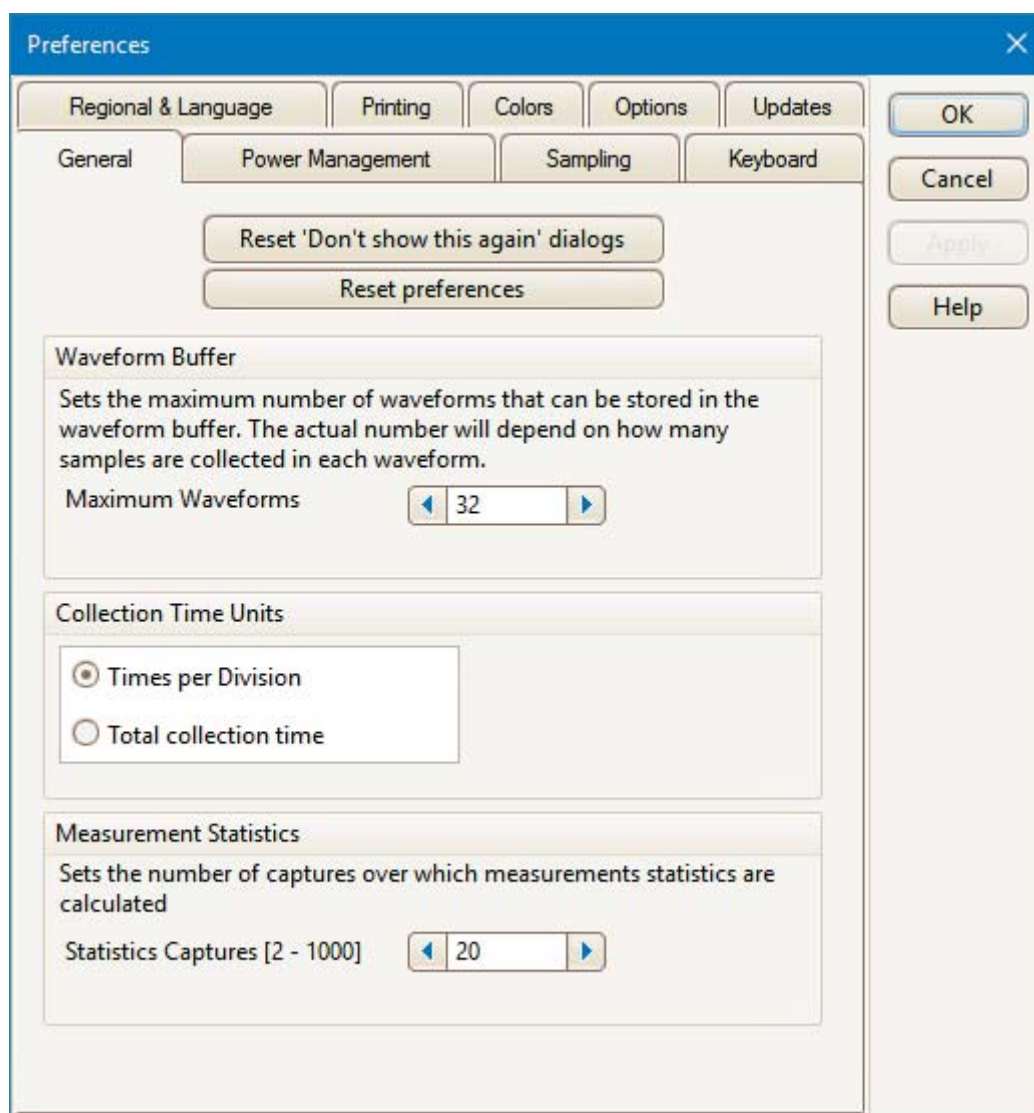 Preferences
Regional & Language
Printing
Colors
Options
Updates
General
Power Management
Sampling
Keyboard
OK
Cancel
Apply
Help
Reset 'Don't show this again' dialogs
Reset preferences
Waveform Buffer
Sets the maximum number of waveforms that can be stored in the
waveform buffer. The actual number will depend on how many
samples are collected in each waveform.
Maximum Waveforms 32
Collection Time Units
Times per Division
Total collection time
Measurement Statistics
Sets the number of captures over which measurements statistics are
calculated
Statistics Captures [2 - 1000] 20